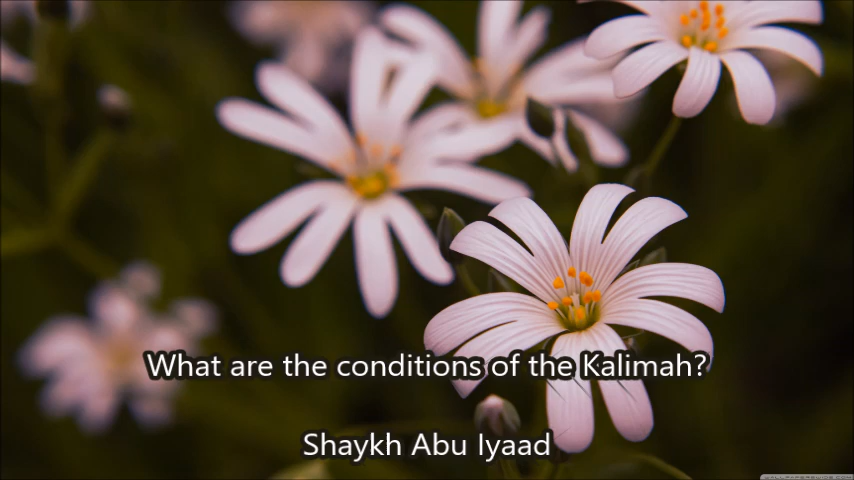 What are the conditions of the Kalimah?
Shaykh Abu Iyaad